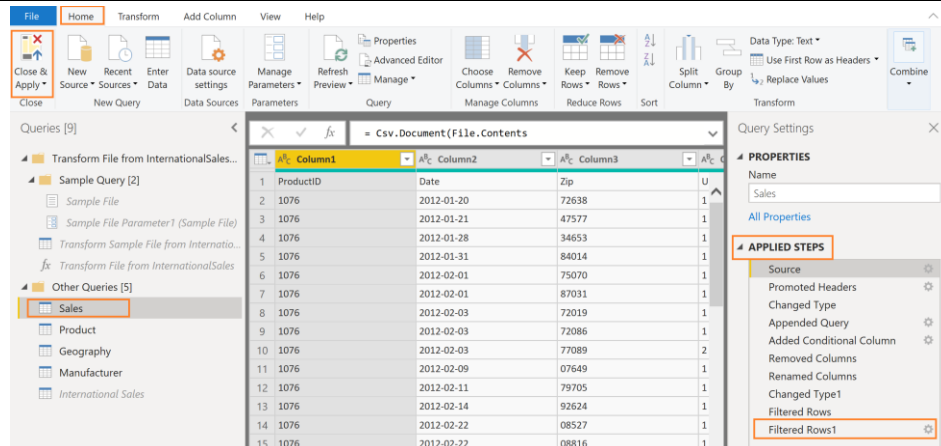 File Home Transform Add Column View Help
Close & Apply
New Source
Recent Sources
Enter Data
Data source settings
Manage Parameters
Refresh Preview
Properties
Advanced Editor
Manage
Choose Columns
Remove Columns
Keep Rows
Remove Rows
Split Column
Group By
Data Type: Text
Use First Row as Headers
Replace Values
Combine
Close New Query Data Sources Parameters Query Manage Columns Reduce Rows Sort Transform
Queries [9]
Transform File from InternationalSales...
Sample Query [2]
Sample File
Sample File Parameter1 (Sample File)
Transform Sample File from Internatio...
fx Transform File from InternationalSales
Other Queries [5]
Sales
Product
Geography
Manufacturer
International Sales
fx = Csv.Document(File.Contents
Column1 Column2 Column3
1 ProductID Date Zip U
2 1076 2012-01-20 72638 1
3 1076 2012-01-21 47577 1
4 1076 2012-01-28 34653 1
5 1076 2012-01-31 84014 1
6 1076 2012-02-01 75070 1
7 1076 2012-02-01 87031 1
8 1076 2012-02-03 72019 1
9 1076 2012-02-03 72086 1
10 1076 2012-02-03 77089 2
11 1076 2012-02-09 07649 1
12 1076 2012-02-11 79705 1
13 1076 2012-02-14 92624 1
14 1076 2012-02-22 08527 1
15 1076 2012-02-22 08816 1
Query Settings
PROPERTIES
Name
Sales
All Properties
APPLIED STEPS
Source
Promoted Headers
Changed Type
Appended Query
Added Conditional Column
Removed Columns
Renamed Columns
Changed Type1
Filtered Rows
Filtered Rows1